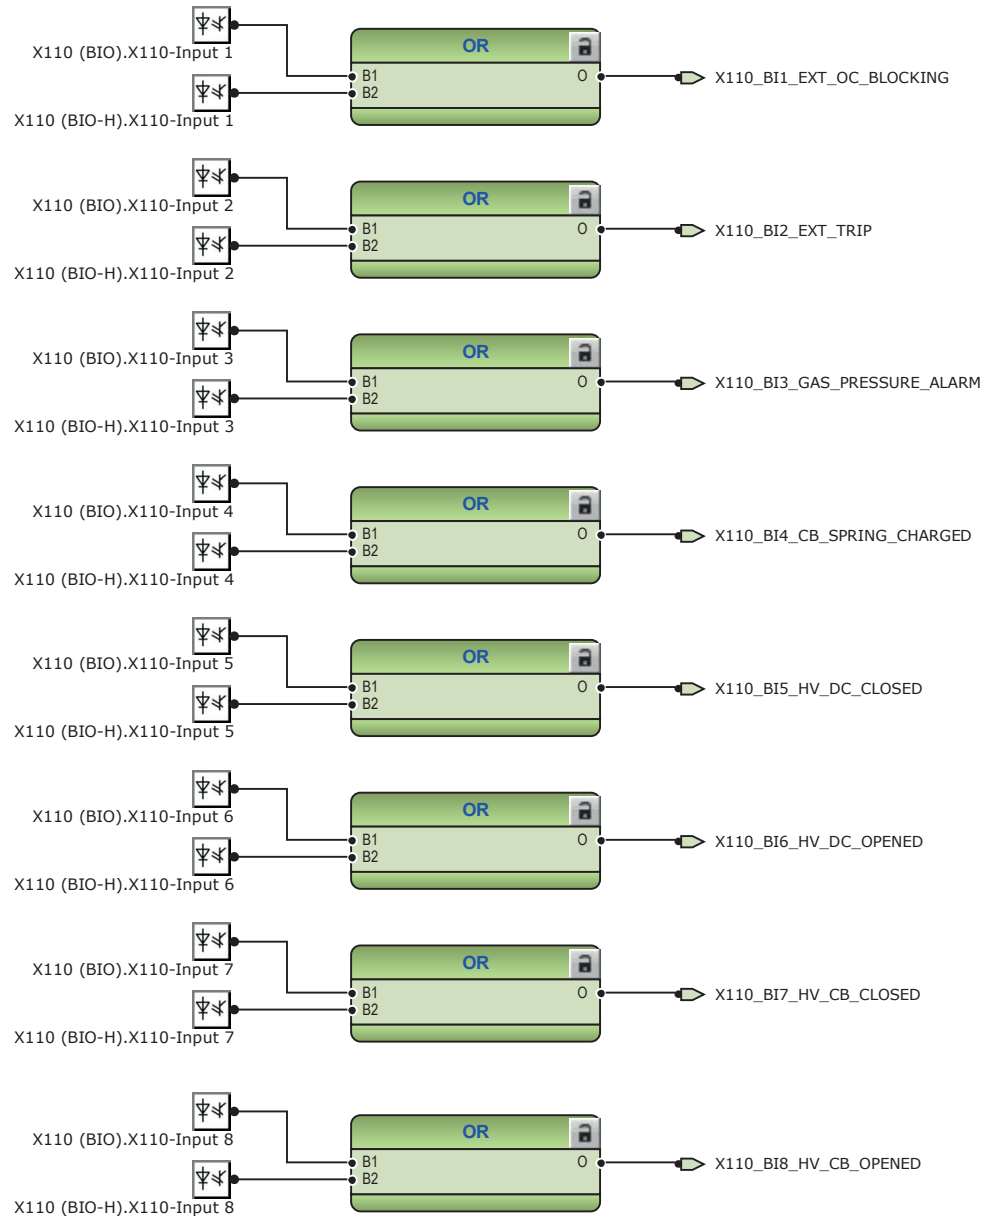 X110 (BIO).X110-Input 1
OR
B1
O
X110_BI1_EXT_OC_BLOCKING
B2
X110 (BIO-H).X110-Input 1
X110 (BIO).X110-Input 2
OR
B1
O
X110_BI2_EXT_TRIP
B2
X110 (BIO-H).X110-Input 2
X110 (BIO).X110-Input 3
OR
B1
O
X110_BI3_GAS_PRESSURE_ALARM
B2
X110 (BIO-H).X110-Input 3
X110 (BIO).X110-Input 4
OR
B1
O
X110_BI4_CB_SPRING_CHARGED
B2
X110 (BIO-H).X110-Input 4
X110 (BIO).X110-Input 5
OR
B1
O
X110_BI5_HV_DC_CLOSED
B2
X110 (BIO-H).X110-Input 5
X110 (BIO).X110-Input 6
OR
B1
O
X110_BI6_HV_DC_OPENED
B2
X110 (BIO-H).X110-Input 6
X110 (BIO).X110-Input 7
OR
B1
O
X110_BI7_HV_CB_CLOSED
B2
X110 (BIO-H).X110-Input 7
X110 (BIO).X110-Input 8
OR
B1
O
X110_BI8_HV_CB_OPENED
B2
X110 (BIO-H).X110-Input 8